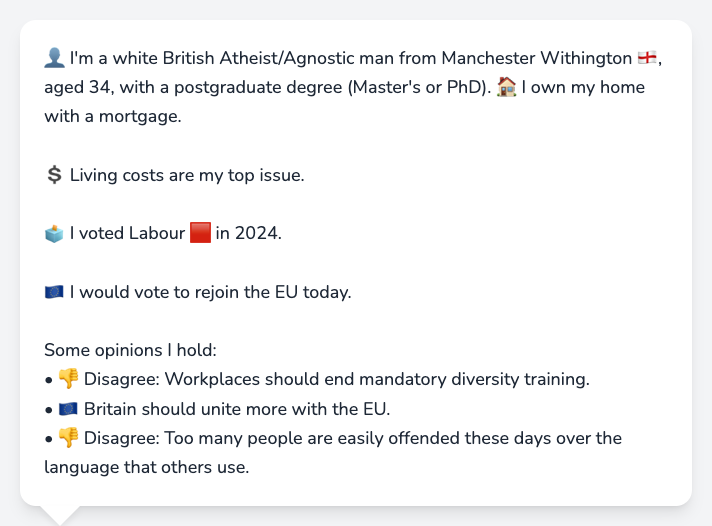 👤 I'm a white British Atheist/Agnostic man from Manchester Withington 🏴󠁧󠁢󠁥󠁮󠁧󠁿,
aged 34, with a postgraduate degree (Master's or PhD). 🏠 I own my home
with a mortgage.
💲 Living costs are my top issue.
🗳️ I voted Labour 🟥 in 2024.
🇪🇺 I would vote to rejoin the EU today.
Some opinions I hold:
• 👎 Disagree: Workplaces should end mandatory diversity training.
• 🇪🇺 Britain should unite more with the EU.
• 👎 Disagree: Too many people are easily offended these days over the
language that others use.